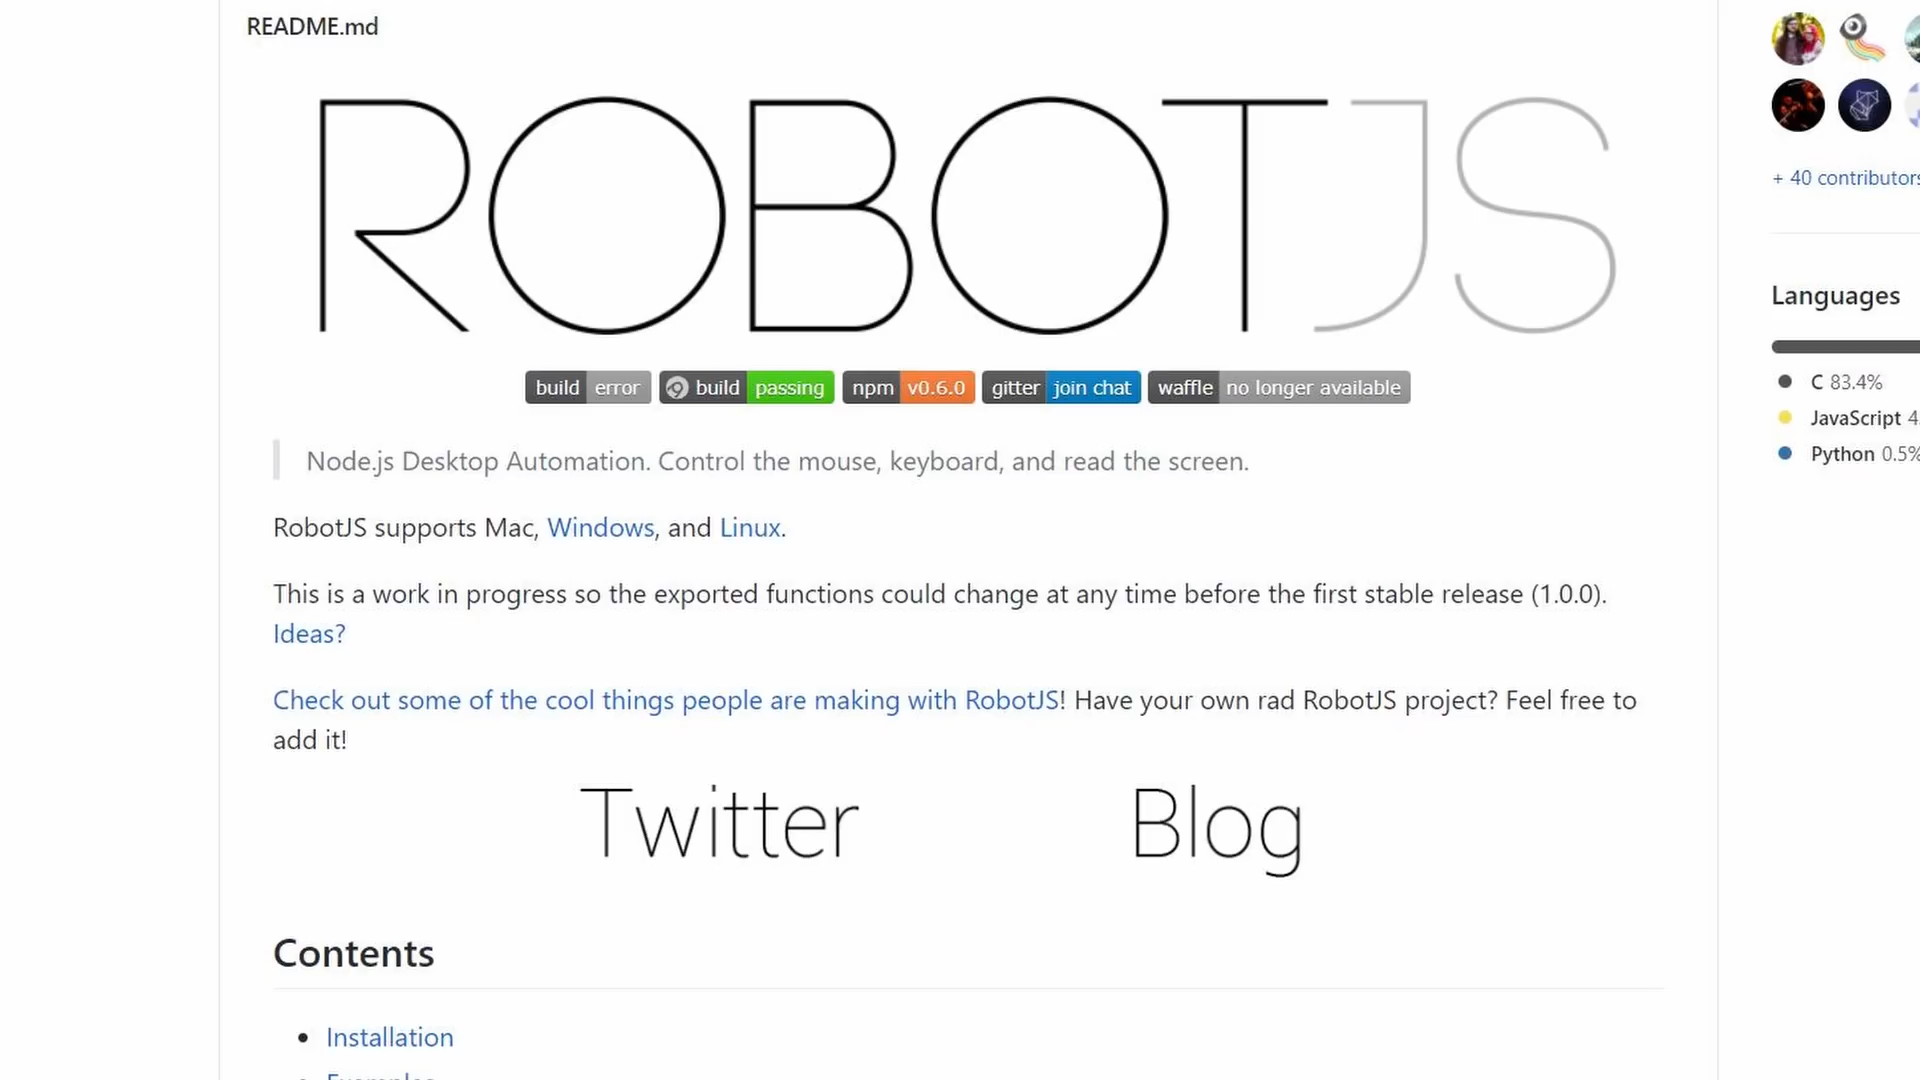 README.md
ROBOTJS
build error build passing npm v0.6.0 gitter join chat waffle no longer available
Node.js Desktop Automation. Control the mouse, keyboard, and read the screen.
RobotJS supports Mac, Windows, and Linux.
This is a work in progress so the exported functions could change at any time before the first stable release (1.0.0).
Ideas?
Check out some of the cool things people are making with RobotJS! Have your own rad RobotJS project? Feel free to
add it!
Twitter Blog
Contents
Installation
+ 40 contributors
Languages
C 83.4%
JavaScript 4.
Python 0.5%